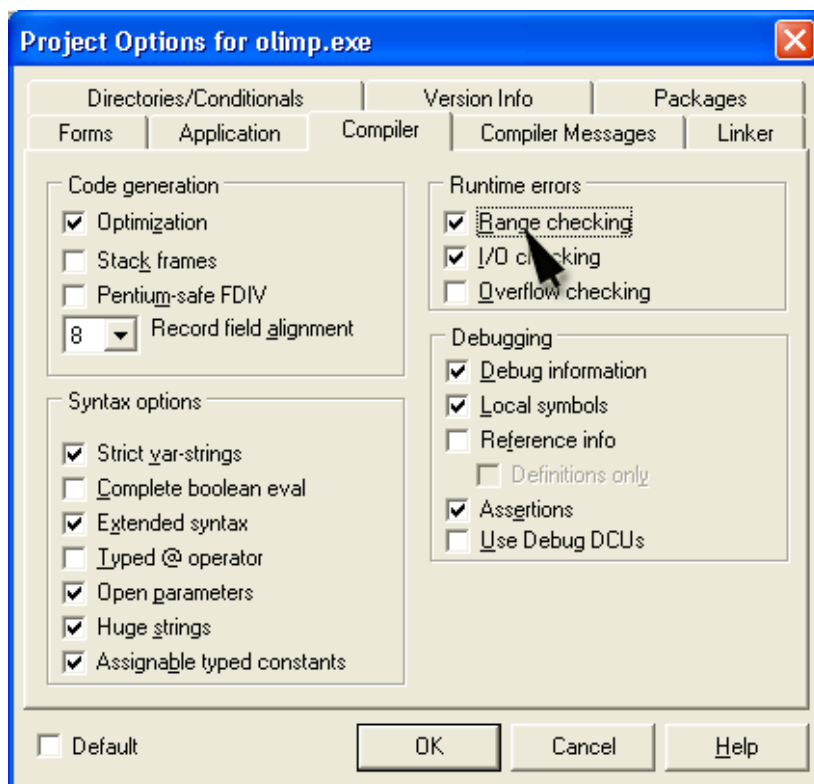 Project Options for olimp.exe
Directories/Conditionals Version Info Packages
Forms Application Compiler Compiler Messages Linker
Code generation
Optimization
Stack frames
Pentium-safe FDIV
8 Record field alignment
Syntax options
Strict var-strings
Complete boolean eval
Extended syntax
Typed @ operator
Open parameters
Huge strings
Assignable typed constants
Runtime errors
Range checking
I/O checking
Overflow checking
Debugging
Debug information
Local symbols
Reference info
Definitions only
Assertions
Use Debug DCUs
Default OK Cancel Help